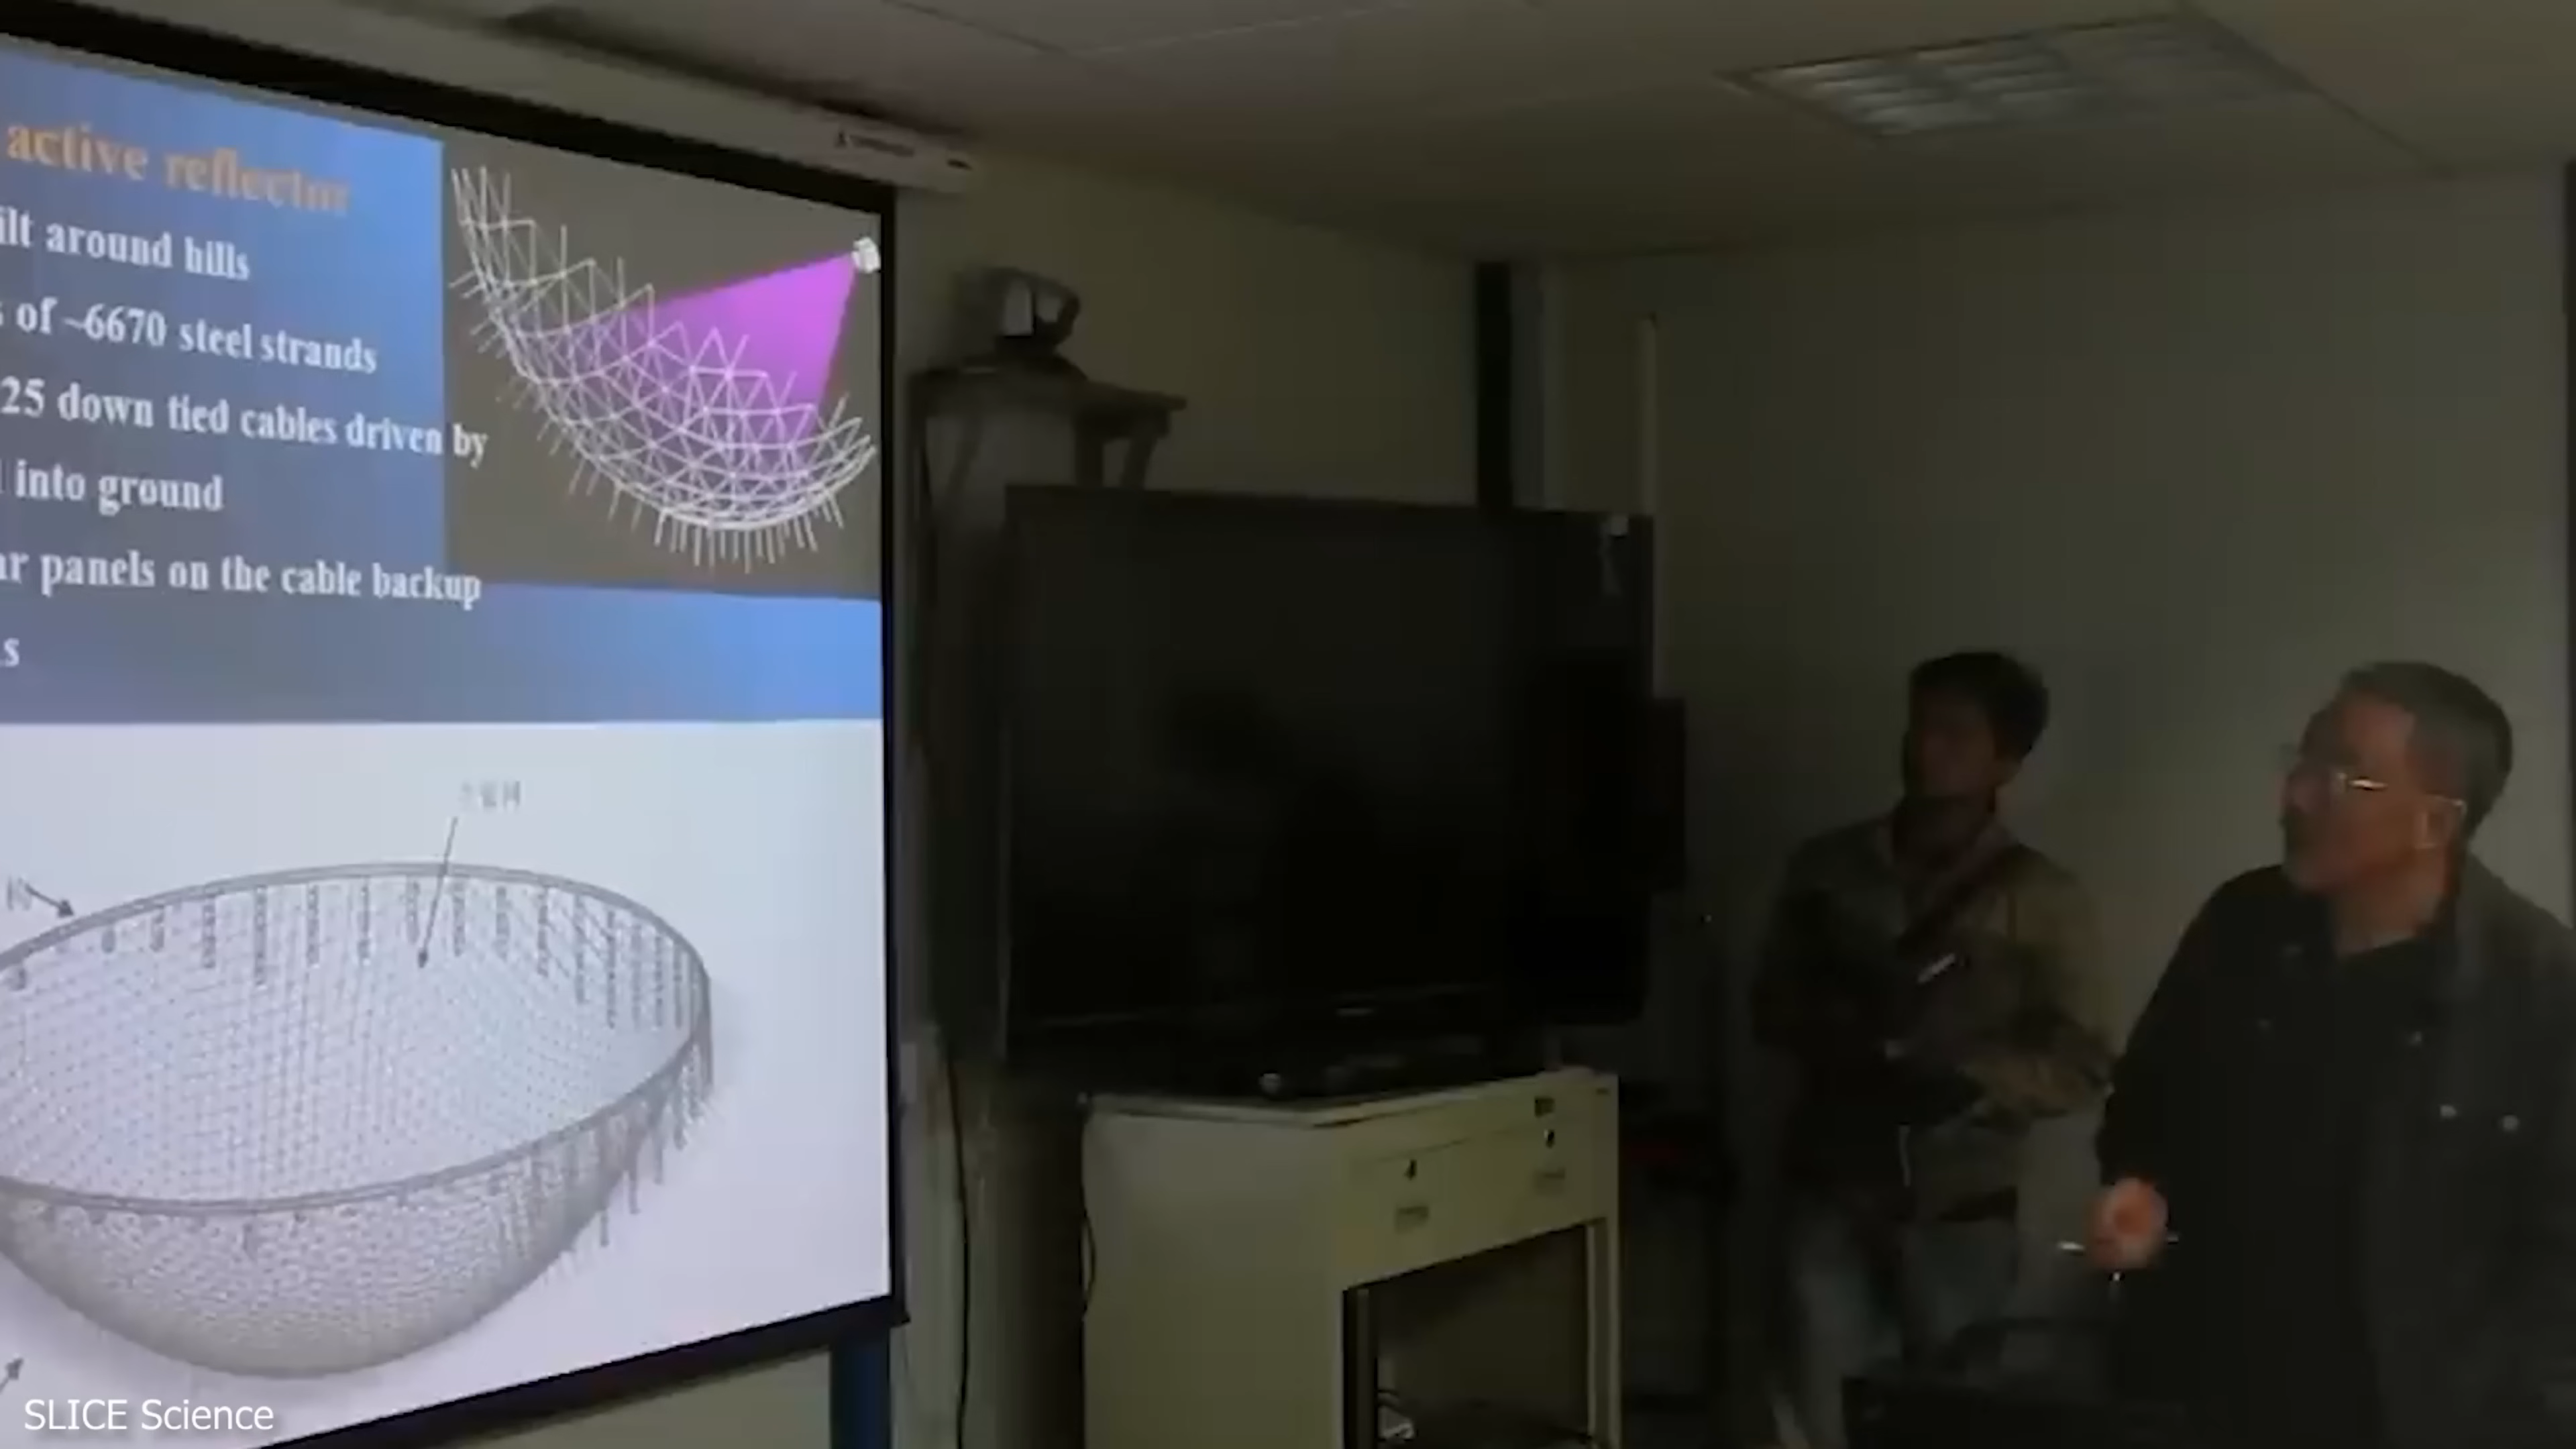 active reflector
ilt around hills
s of ~6670 steel strands
25 down tied cables driven by
into ground
ar panels on the cable backup
s
SLICE Science